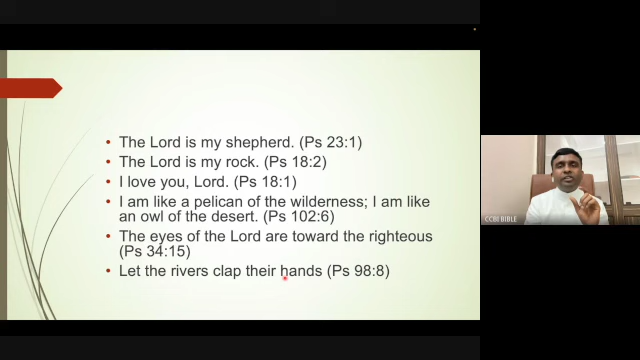 • The Lord is my shepherd. (Ps 23:1)
• The Lord is my rock. (Ps 18:2)
• I love you, Lord. (Ps 18:1)
• I am like a pelican of the wilderness; I am like
an owl of the desert. (Ps 102:6)
• The eyes of the Lord are toward the righteous
(Ps 34:15)
• Let the rivers clap their hands (Ps 98:8)
CCBI BIBLE